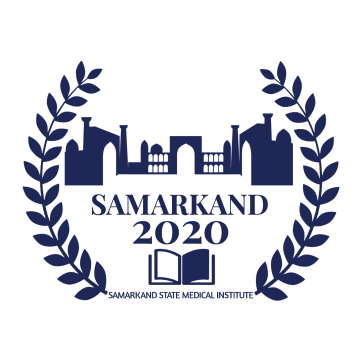 SAMARKAND
2020
SAMARKAND STATE MEDICAL INSTITUTE